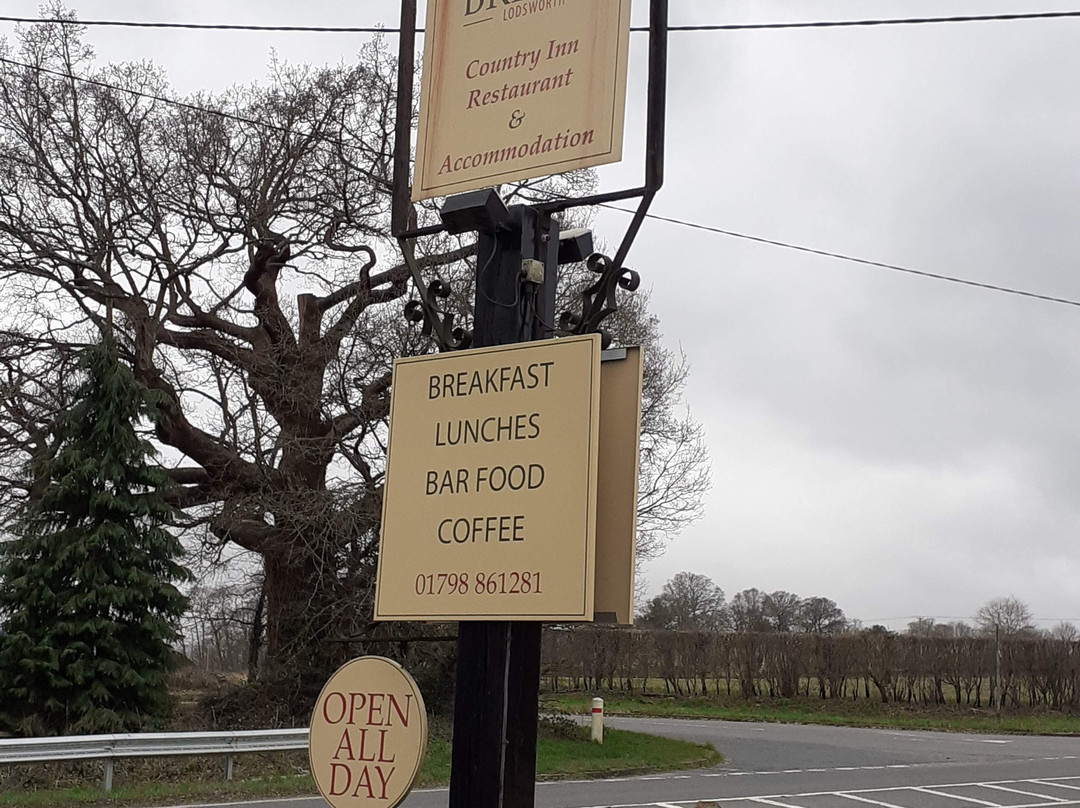 LODSWORTH
Country Inn
Restaurant
&
Accommodation
BREAKFAST
LUNCHES
BAR FOOD
COFFEE
01798 861281
OPEN
ALL
DAY